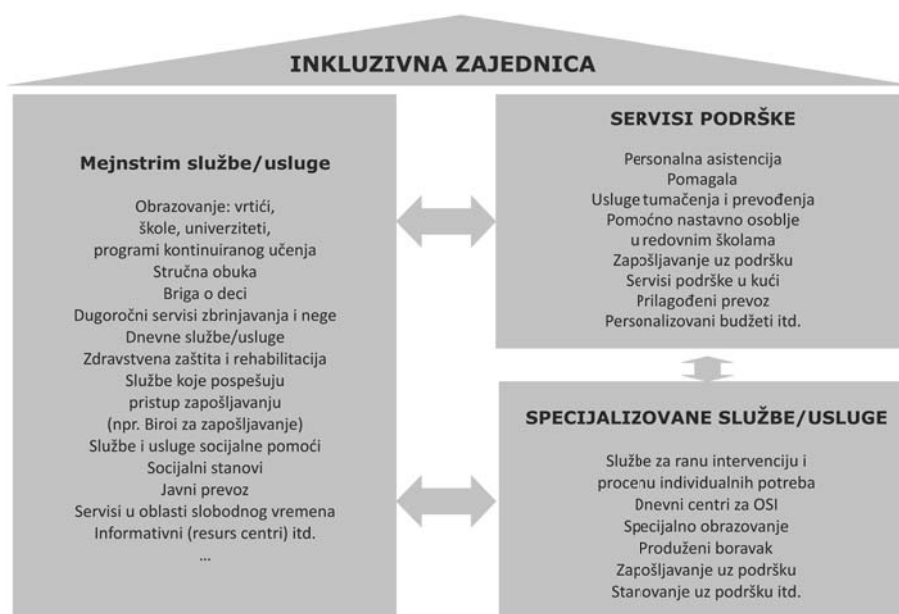 INKLUZIVNA ZAJEDNICA
Mejnstrim službe/usluge
Obrazovanje: vrtići,
škole, univerziteti,
programi kontinuiranog učenja
Stručna obuka
Briga o deci
Dugoročni servisi zbrinjavanja i nege
Dnevne službe/usluge
Zdravstvena zaštita i rehabilitacija
Službe koje pospešuju
pristup zapošljavanju
(npr. Biroi za zapošljavanje)
Službe i usluge socijalne pomoći
Socijalni stanovi
Javni prevoz
Servisi u oblasti slobodnog vremena
Informativni (resurs centri) itd.
...
SERVISI PODRŠKE
Personalna asistencija
Pomagala
Usluge tumačenja i prevođenja
Pomoćno nastavno osoblje
u redovnim školama
Zapošljavanje uz podršku
Servisi podrške u kući
Prilagođeni prevoz
Personalizovani budžeti itd.
SPECIJALIZOVANE SLUŽBE/USLUGE
Službe za ranu intervenciju i
procenu individualnih potreba
Dnevni centri za OSI
Specijalno obrazovanje
Produženi boravak
Zapošljavanje uz podršku
Stanovanje uz podršku itd.